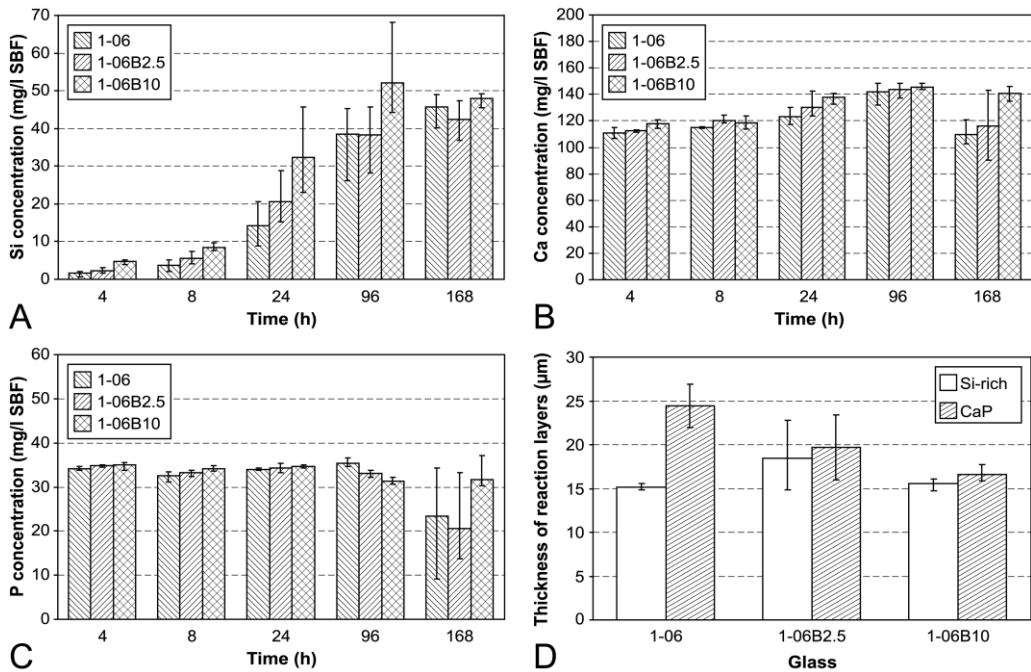 70
60
50
40
30
20
10
0
Si concentration (mg/l SBF)
1-06
1-06B2.5
1-06B10
4 8 24 96 168
Time (h)
A
200
180
160
140
120
100
80
60
40
20
0
Ca concentration (mg/l SBF)
1-06
1-06B2.5
1-06B10
4 8 24 96 168
Time (h)
B
60
50
40
30
20
10
0
P concentration (mg/l SBF)
1-06
1-06B2.5
1-06B10
4 8 24 96 168
Time (h)
C
30
25
20
15
10
5
0
Thickness of reaction layers (µm)
Si-rich
CaP
1-06 1-06B2.5 1-06B10
Glass
D